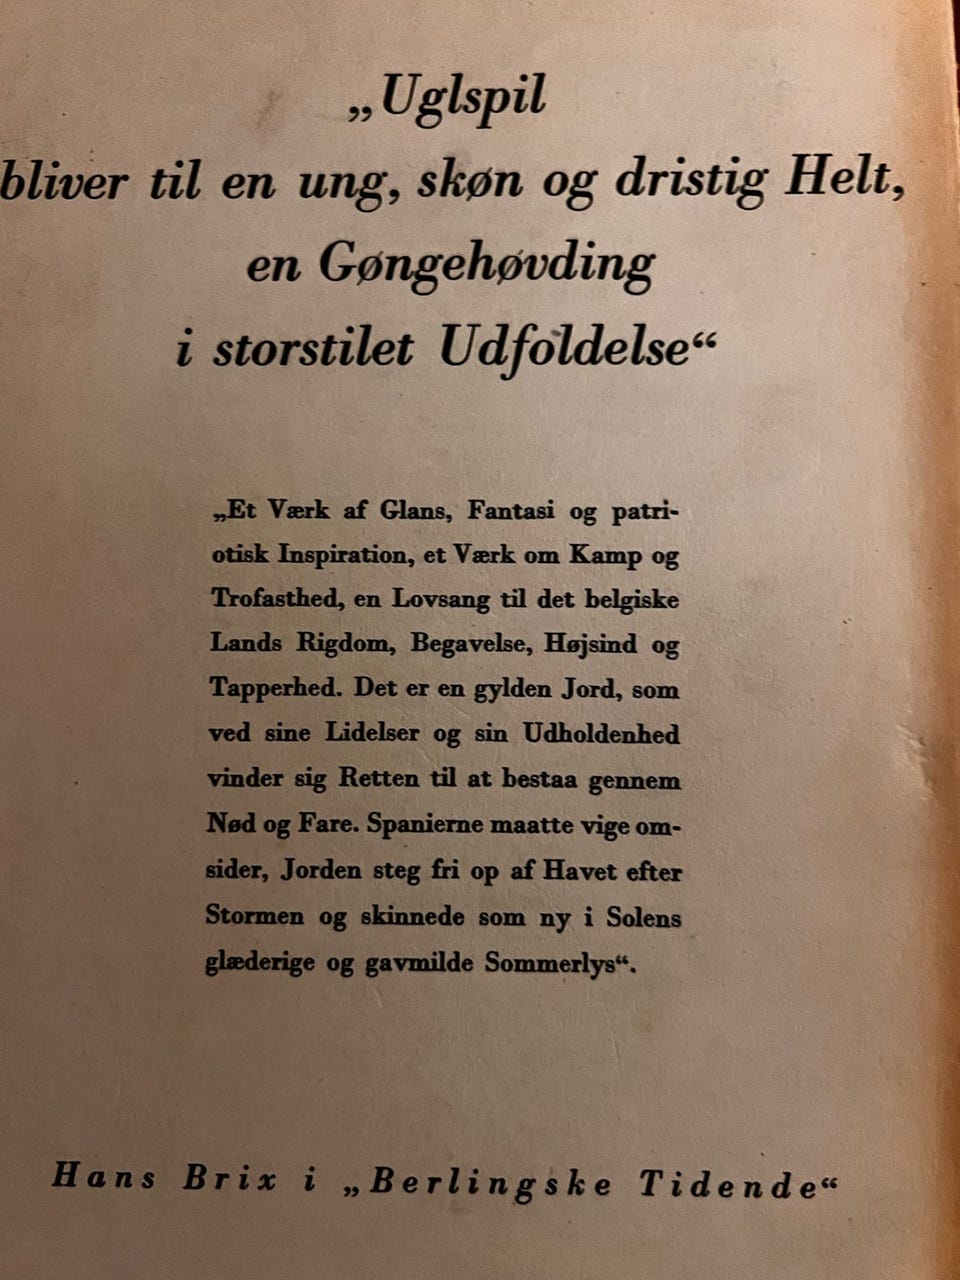 „Uglspil
bliver til en ung, skøn og dristig Helt,
en Gøngehøvding
i storstilet Udfoldelse“
„Et Værk af Glans, Fantasi og patri-
otisk Inspiration, et Værk om Kamp og
Trofasthed, en Lovsang til det belgiske
Lands Rigdom, Begavelse, Højsind og
Tapperhed. Det er en gylden Jord, som
ved sine Lidelser og sin Udholdenhed
vinder sig Retten til at bestaa gennem
Nød og Fare. Spanierne maatte vige om-
sider, Jorden steg fri op af Havet efter
Stormen og skinnede som ny i Solens
glæderige og gavmilde Sommerlys“.
Hans Brix i „Berlingske Tidende“